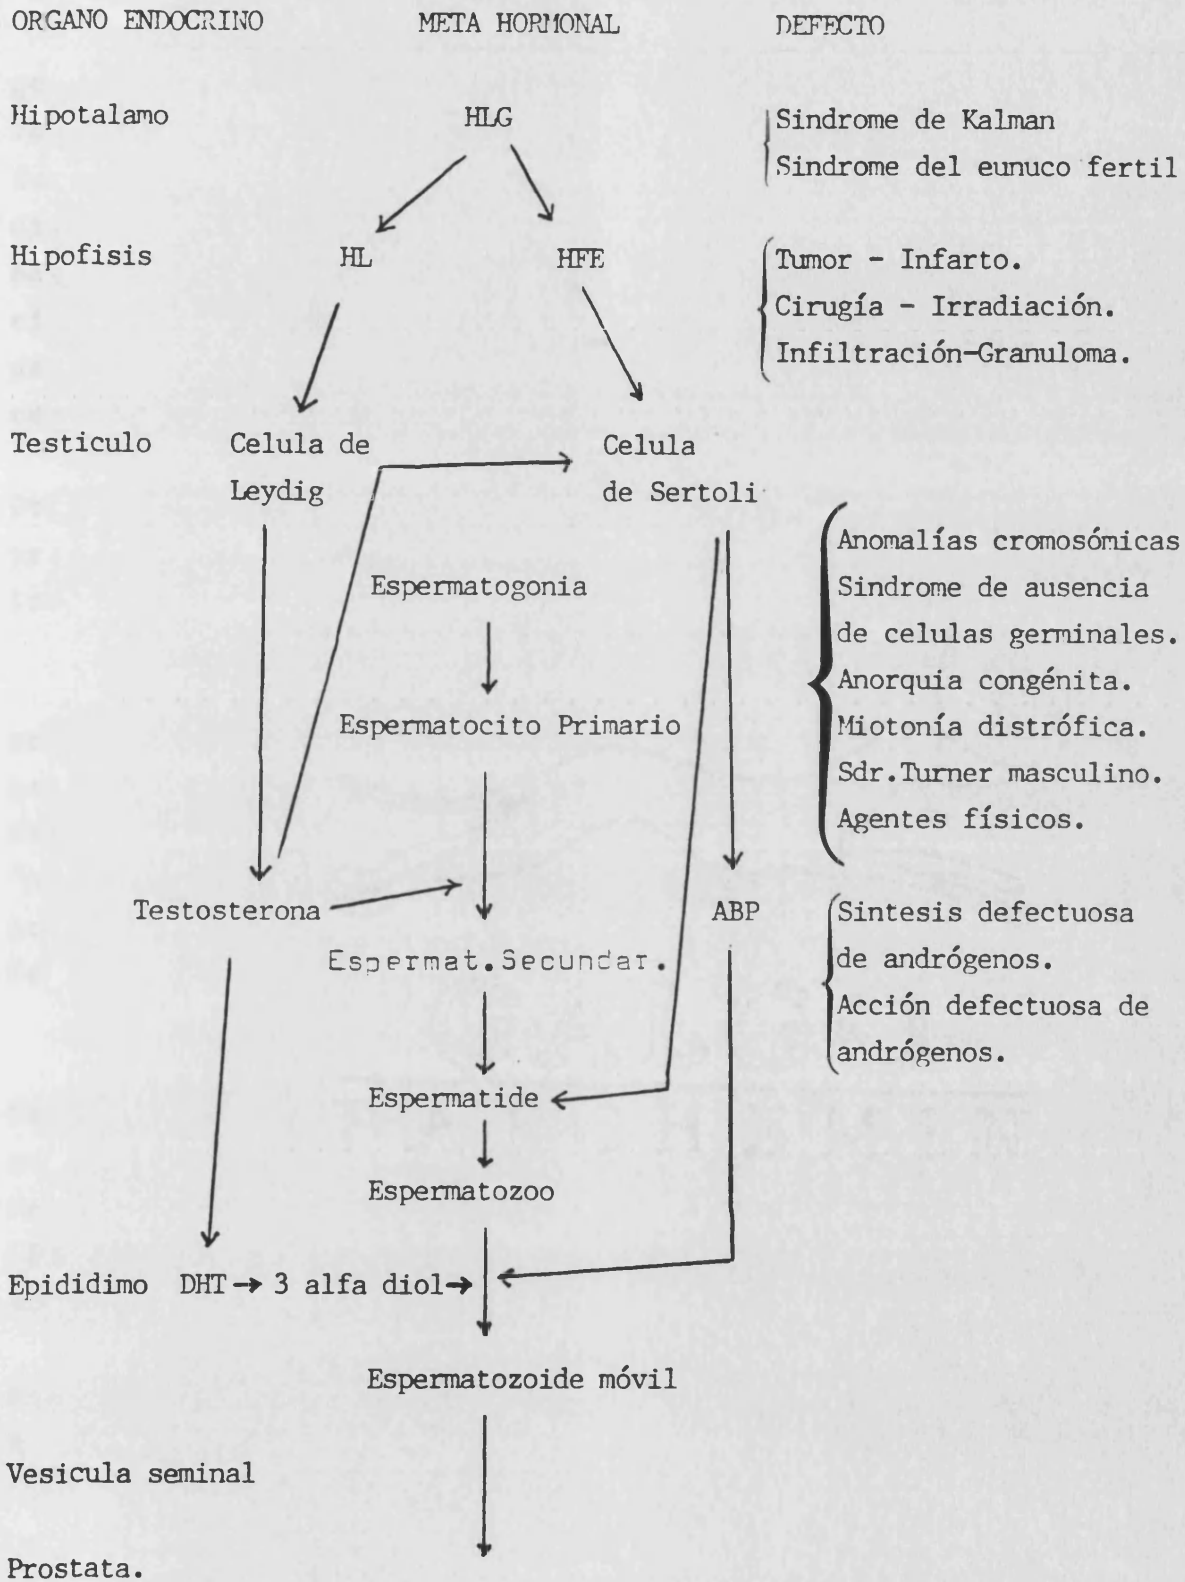 ORGANO ENDOCRINO META HORMONAL DEFECTO
Hipotalamo HLG Sindrome de Kalman
Sindrome del eunuco fertil
Hipofisis HL HFE Tumor - Infarto.
Cirugía - Irradiación.
Infiltración-Granuloma.
Testiculo Celula de Celula
Leydig de Sertoli
Anomalías cromosómicas
Espermatogonia Sindrome de ausencia
de celulas germinales.
Anorquia congénita.
Espermatocito Primario Miotonía distrófica.
Sdr.Turner masculino.
Agentes físicos.
Testosterona ABP Sintesis defectuosa
Espermat.Secundar. de andrógenos.
Acción defectuosa de
andrógenos.
Espermatide
Espermatozoo
Epididimo DHT → 3 alfa diol→
Espermatozoide móvil
Vesicula seminal
Prostata.